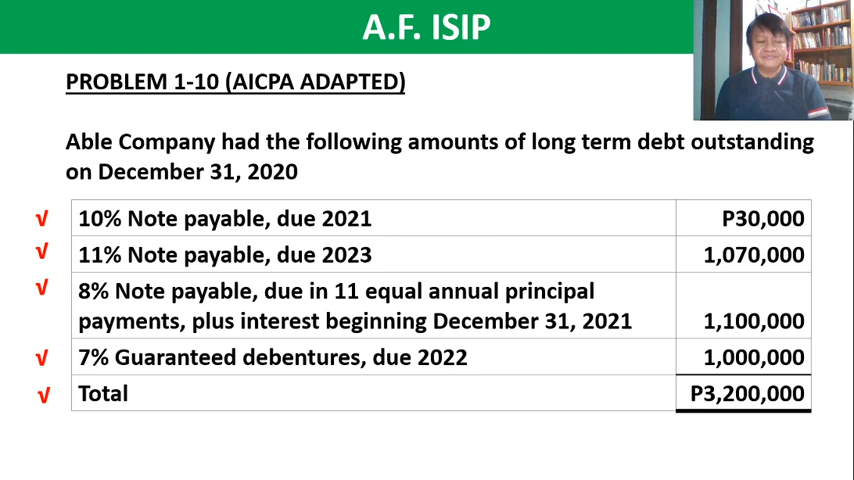 A.F. ISIP
PROBLEM 1-10 (AICPA ADAPTED)
Able Company had the following amounts of long term debt outstanding
on December 31, 2020
√ 10% Note payable, due 2021 P30,000
√ 11% Note payable, due 2023 1,070,000
√ 8% Note payable, due in 11 equal annual principal
payments, plus interest beginning December 31, 2021 1,100,000
√ 7% Guaranteed debentures, due 2022 1,000,000
√ Total P3,200,000